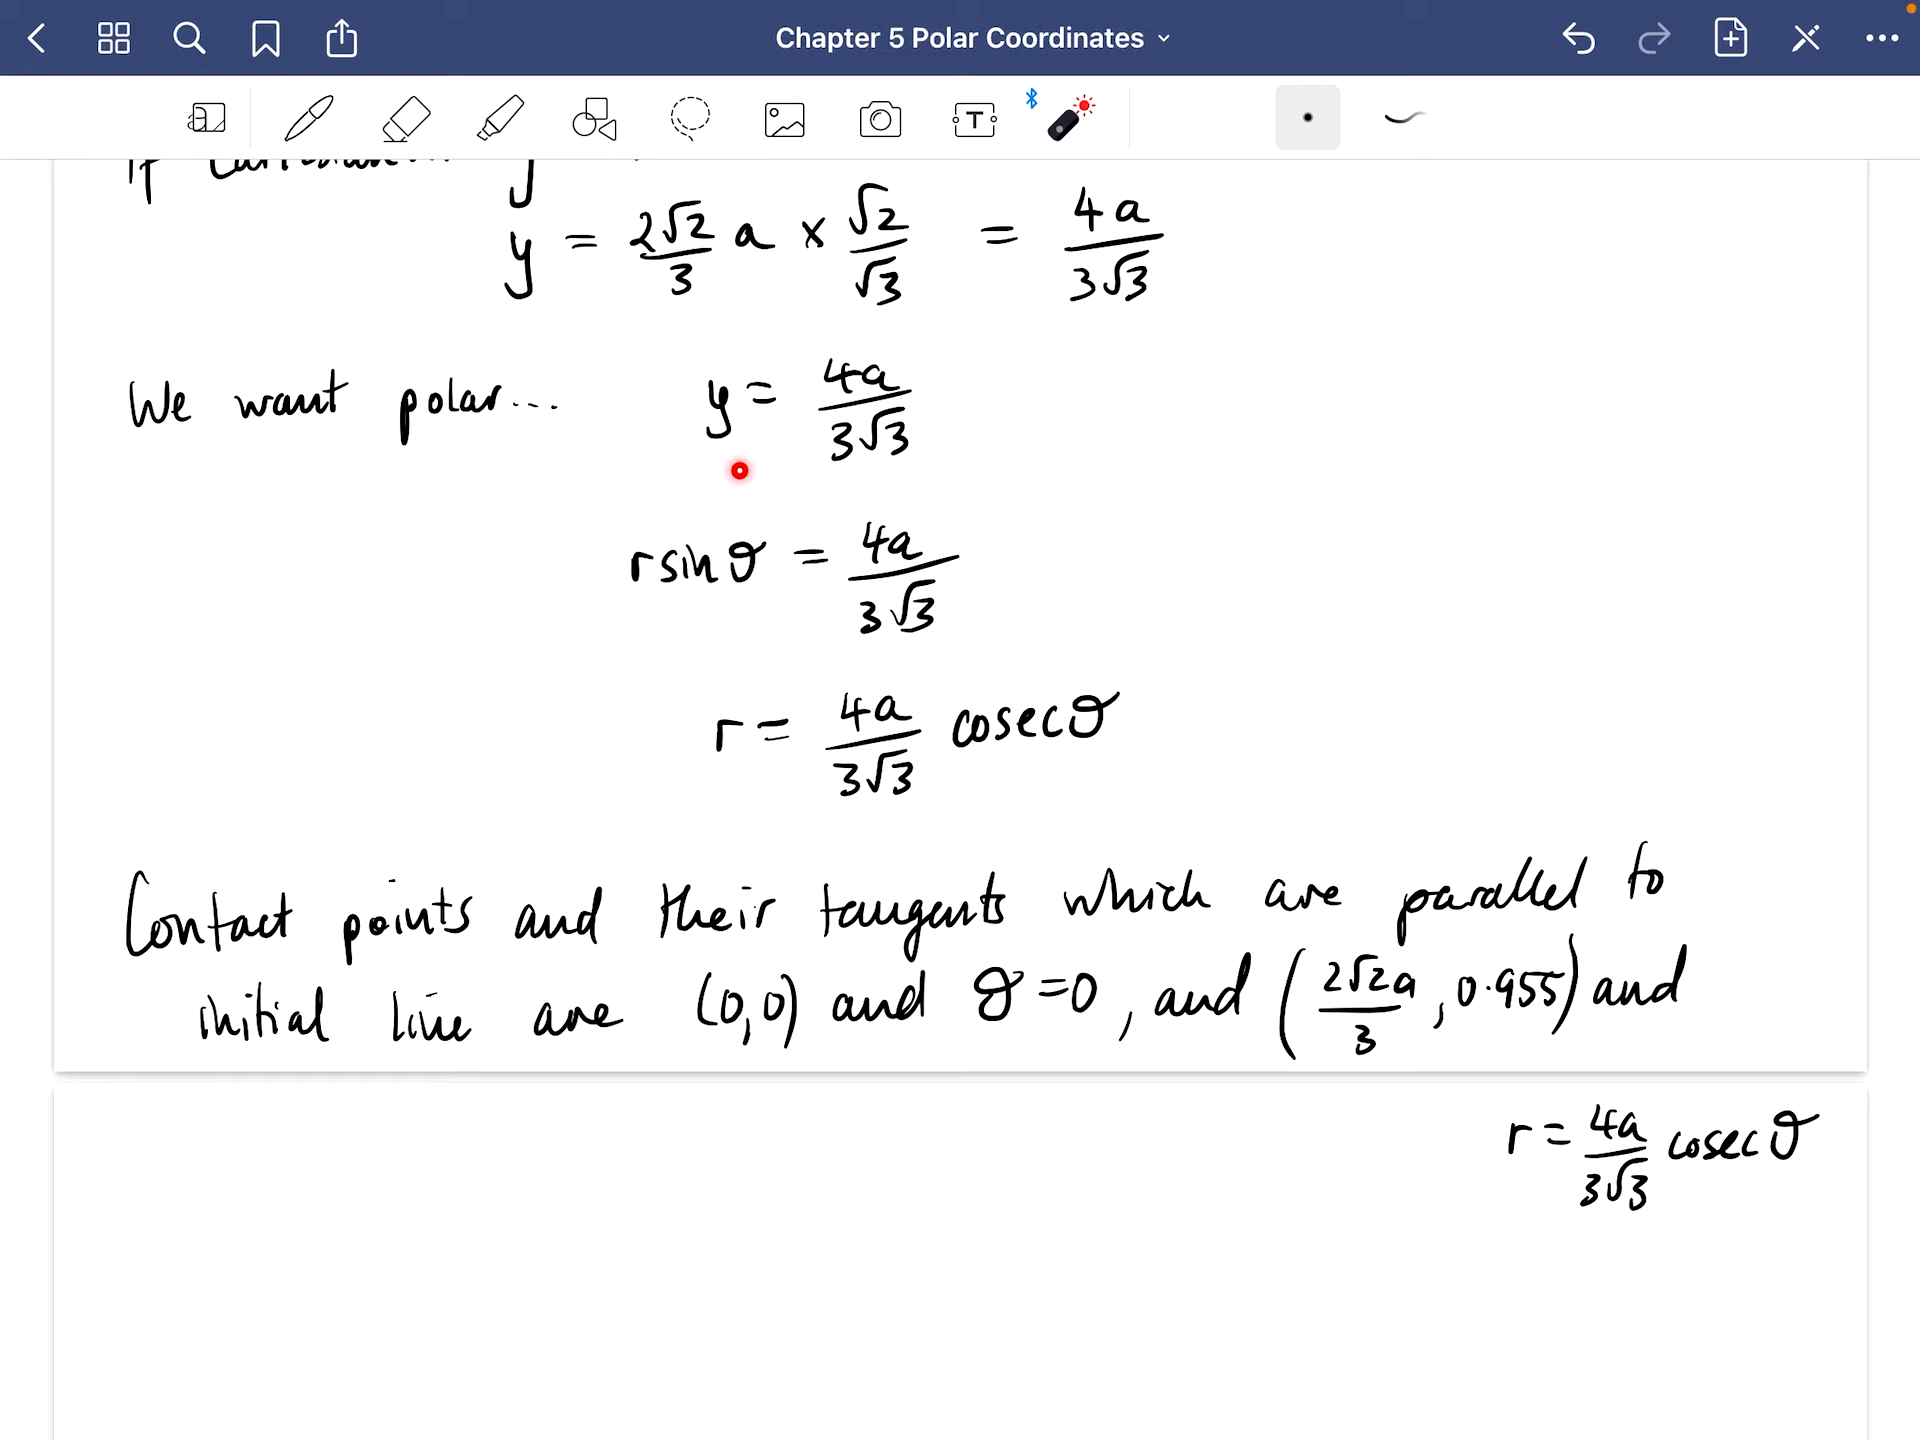 Chapter 5 Polar Coordinates
If Cartesian... y
y = 2√2/3 a × √2/√3 = 4a/3√3
We want polar... y = 4a/3√3
r sin θ = 4a/3√3
r = 4a/3√3 cosec θ
Contact points and their tangents which are parallel to
initial line are (0,0) and θ = 0, and (2√2a/3, 0.955) and
r = 4a/3√3 cosec θ